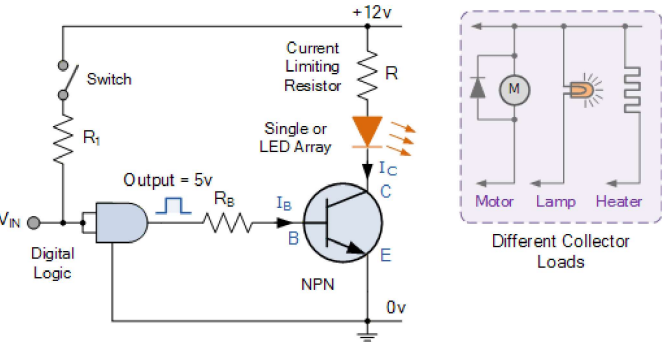 +12v
Current
Limiting
Resistor
R
Switch
R1
Single or
LED Array
IC
C
Output = 5v
RB
IB
B
E
VIN
Digital
Logic
NPN
0v
M
Motor
Lamp
Heater
Different Collector
Loads